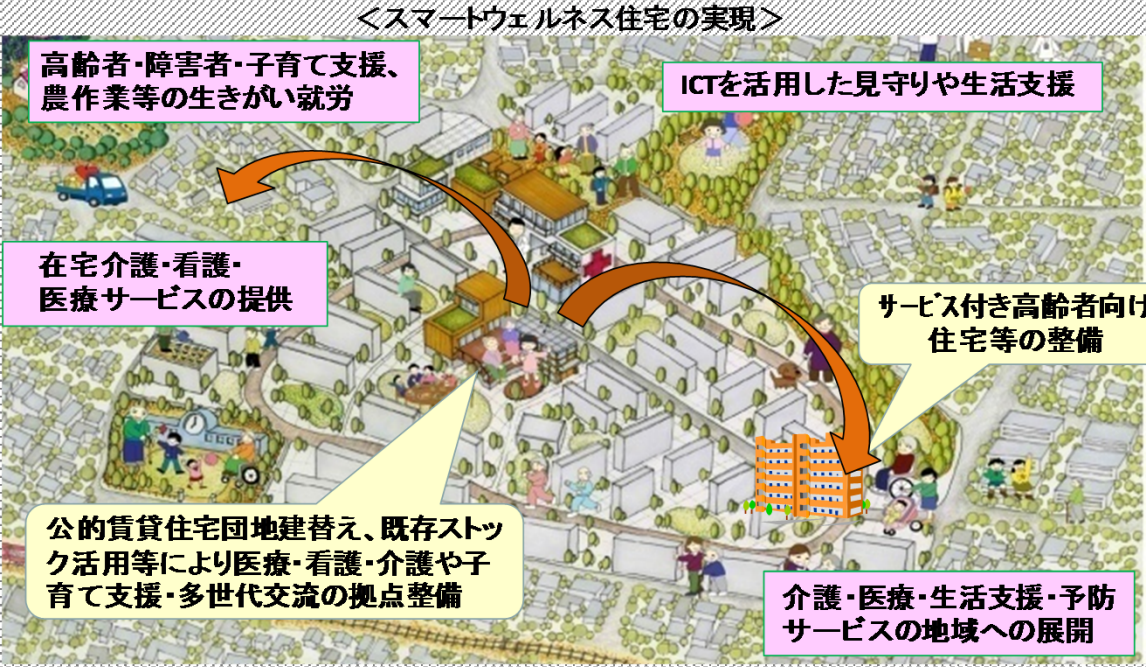 ＜スマートウェルネス住宅の実現＞
高齢者・障害者・子育て支援、
農作業等の生きがい就労
ICTを活用した見守りや生活支援
在宅介護・看護・
医療サービスの提供
サービス付き高齢者向け
住宅等の整備
公的賃貸住宅団地建替え、既存ストッ
ク活用等により医療・看護・介護や子
育て支援・多世代交流の拠点整備
介護・医療・生活支援・予防
サービスの地域への展開